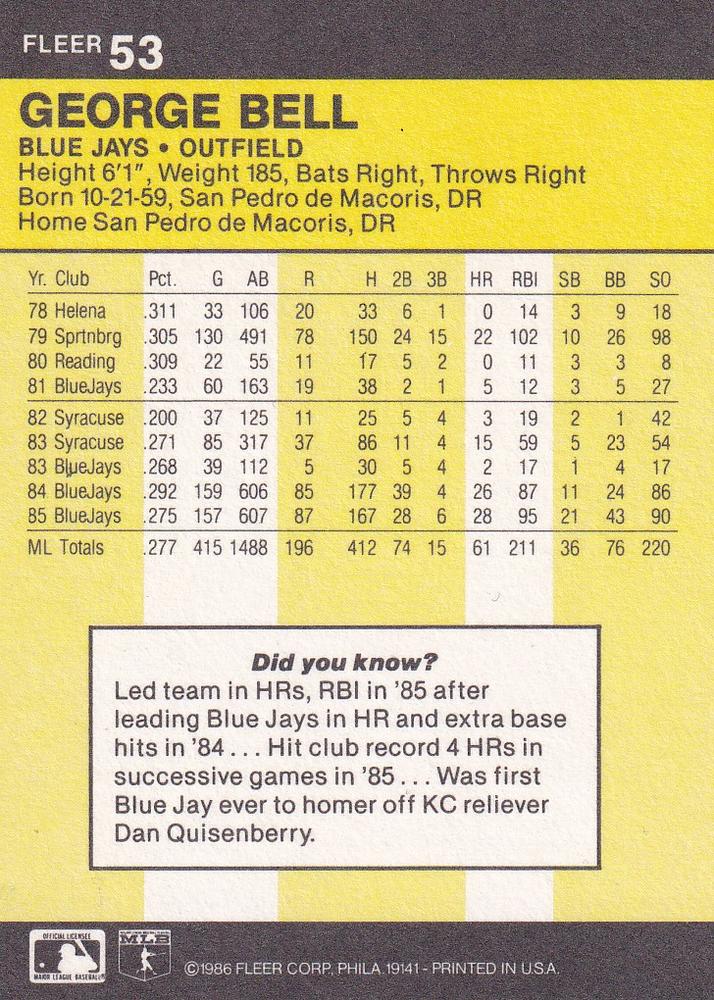 FLEER 53
GEORGE BELL
BLUE JAYS • OUTFIELD
Height 6'1", Weight 185, Bats Right, Throws Right
Born 10-21-59, San Pedro de Macoris, DR
Home San Pedro de Macoris, DR
Yr. Club Pct. G AB R H 2B 3B HR RBI SB BB SO
78 Helena .311 33 106 20 33 6 1 0 14 3 9 18
79 Sprtnbrg .305 130 491 78 150 24 15 22 102 10 26 98
80 Reading .309 22 55 11 17 5 2 0 11 3 3 8
81 BlueJays .233 60 163 19 38 2 1 5 12 3 5 27
82 Syracuse .200 37 125 11 25 5 4 3 19 2 1 42
83 Syracuse .271 85 317 37 86 11 4 15 59 5 23 54
83 BlueJays .268 39 112 5 30 5 4 2 17 1 4 17
84 BlueJays .292 159 606 85 177 39 4 26 87 11 24 86
85 BlueJays .275 157 607 87 167 28 6 28 95 21 43 90
ML Totals .277 415 1488 196 412 74 15 61 211 36 76 220
Did you know?
Led team in HRs, RBI in '85 after
leading Blue Jays in HR and extra base
hits in '84 . . . Hit club record 4 HRs in
successive games in '85 . . . Was first
Blue Jay ever to homer off KC reliever
Dan Quisenberry.
OFFICIAL LICENSEE
MAJOR LEAGUE BASEBALL®
MLB
©1986 FLEER CORP. PHILA. 19141 - PRINTED IN U.S.A.